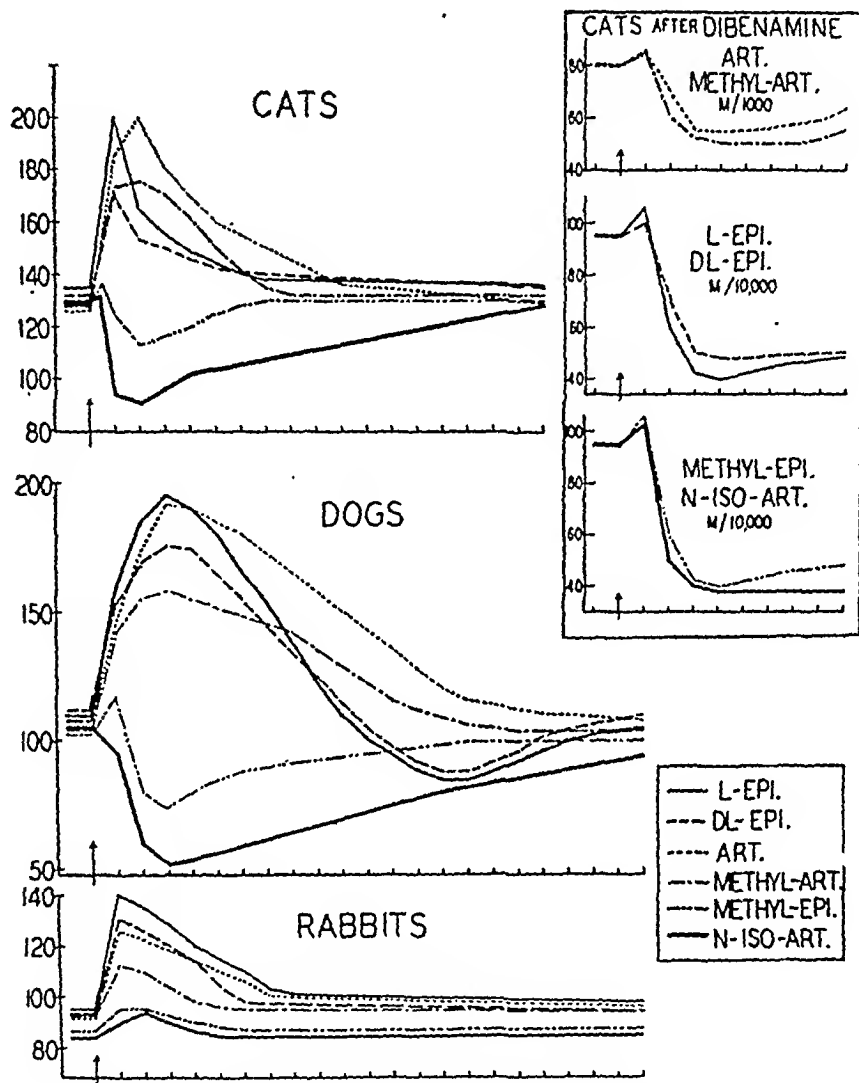 CATS
200
180
160
140
120
100
80
CATS AFTER DIBENAMINE
ART.
METHYL-ART.
M/1000
80
60
40
L-EPI.
DL-EPI.
M/10,000
100
80
60
40
METHYL-EPI.
N-ISO-ART.
M/10,000
100
80
60
40
DOGS
200
150
100
50
L-EPI.
DL-EPI.
ART.
METHYL-ART.
METHYL-EPI.
N-ISO-ART.
RABBITS
140
120
100
80